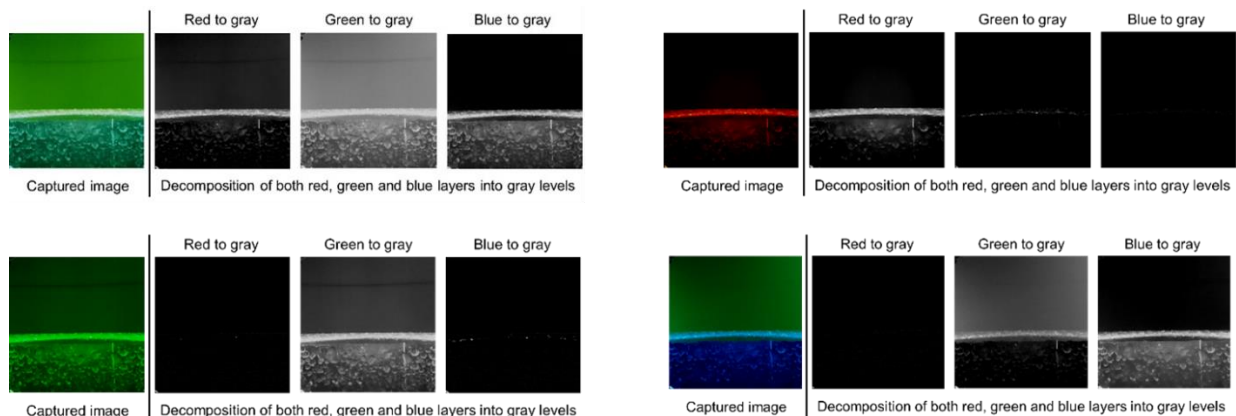 Red to gray Green to gray Blue to gray
Captured image Decomposition of both red, green and blue layers into gray levels
Red to gray Green to gray Blue to gray
Captured image Decomposition of both red, green and blue layers into gray levels
Red to gray Green to gray Blue to gray
Captured image Decomposition of both red, green and blue layers into gray levels
Red to gray Green to gray Blue to gray
Captured image Decomposition of both red, green and blue layers into gray levels